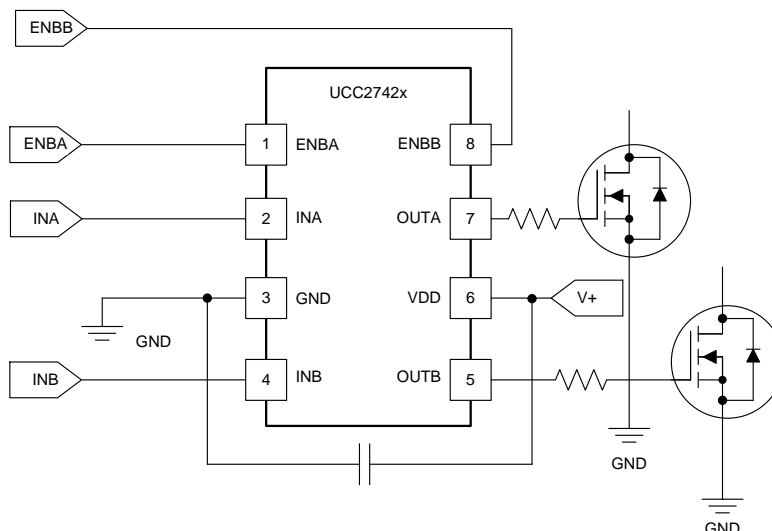 ENBB
UCC2742x
ENBA
1
ENBA
ENBB
8
INA
2
INA
OUTA
7
3
GND
VDD
6
V+
GND
INB
4
INB
OUTB
5
GND
GND